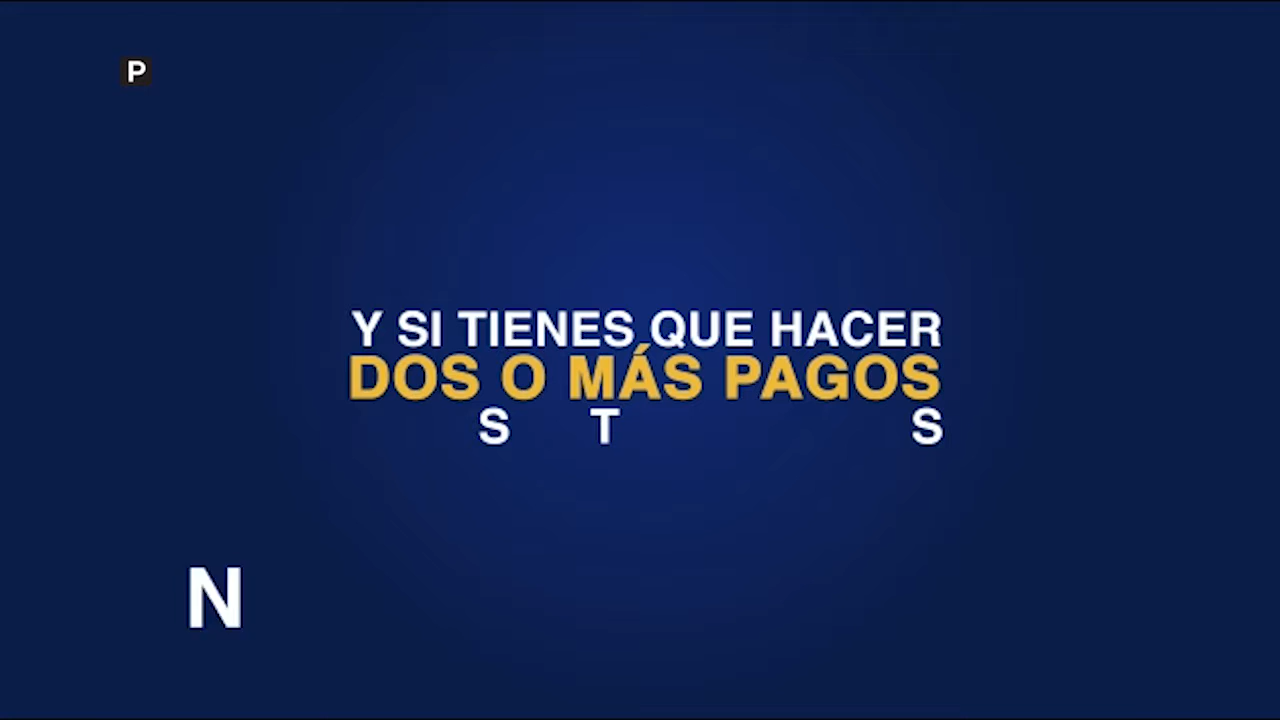 P
Y SI TIENES QUE HACER
DOS O MÁS PAGOS
S T S
N